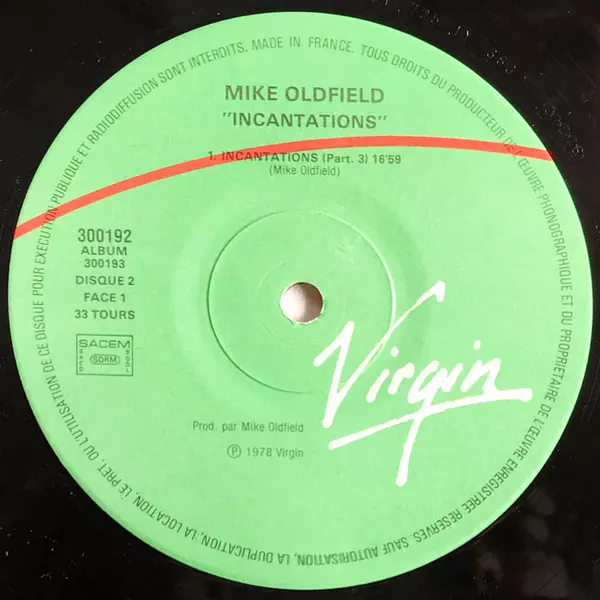 MIKE OLDFIELD
"INCANTATIONS"
1. INCANTATIONS (Part. 3) 16'59
(Mike Oldfield)
300192
ALBUM
300193
DISQUE 2
FACE 1
33 TOURS
SACEM
SACD
SDRM
SGDL
Virgin
Prod. par Mike Oldfield
℗ 1978 Virgin
MADE IN FRANCE. TOUS DROITS DU PRODUCTEUR DE L'ŒUVRE PHONOGRAPHIQUE ET DU PROPRIETAIRE DE L'ŒUVRE ENREGISTREE RESERVES. SAUF AUTORISATION, LA DUPLICATION, LA LOCATION, LE PRET, OU L'UTILISATION DE CE DISQUE POUR EXECUTION PUBLIQUE ET RADIODIFFUSION SONT INTERDITS.